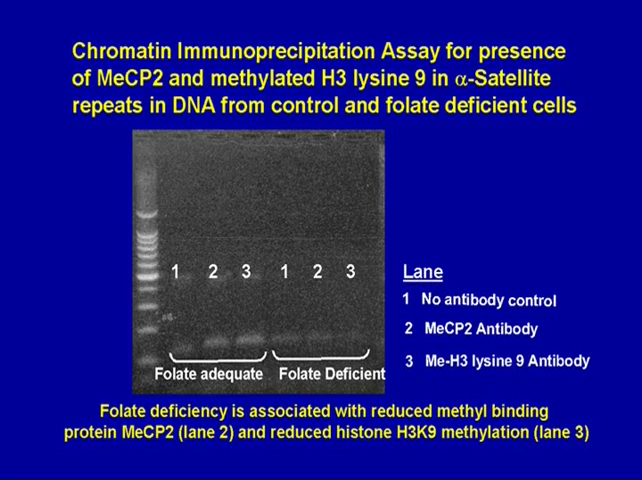 Chromatin Immunoprecipitation Assay for presence
of MeCP2 and methylated H3 lysine 9 in α-Satellite
repeats in DNA from control and folate deficient cells
1 2 3 1 2 3
Folate adequate Folate Deficient
Lane
1 No antibody control
2 MeCP2 Antibody
3 Me-H3 lysine 9 Antibody
Folate deficiency is associated with reduced methyl binding
protein MeCP2 (lane 2) and reduced histone H3K9 methylation (lane 3)